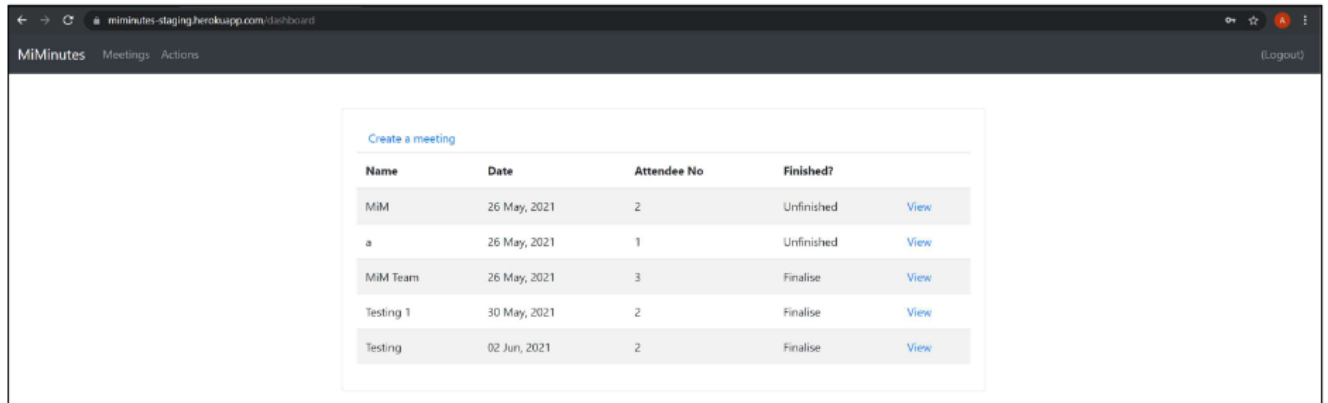 miminutes-staging.herokuapp.com/dashboard
A
MiMinutes Meetings Actions (Logout)
Create a meeting
Name Date Attendee No Finished?
MiM 26 May, 2021 2 Unfinished View
a 26 May, 2021 1 Unfinished View
MiM Team 26 May, 2021 3 Finalise View
Testing 1 30 May, 2021 2 Finalise View
Testing 02 Jun, 2021 2 Finalise View